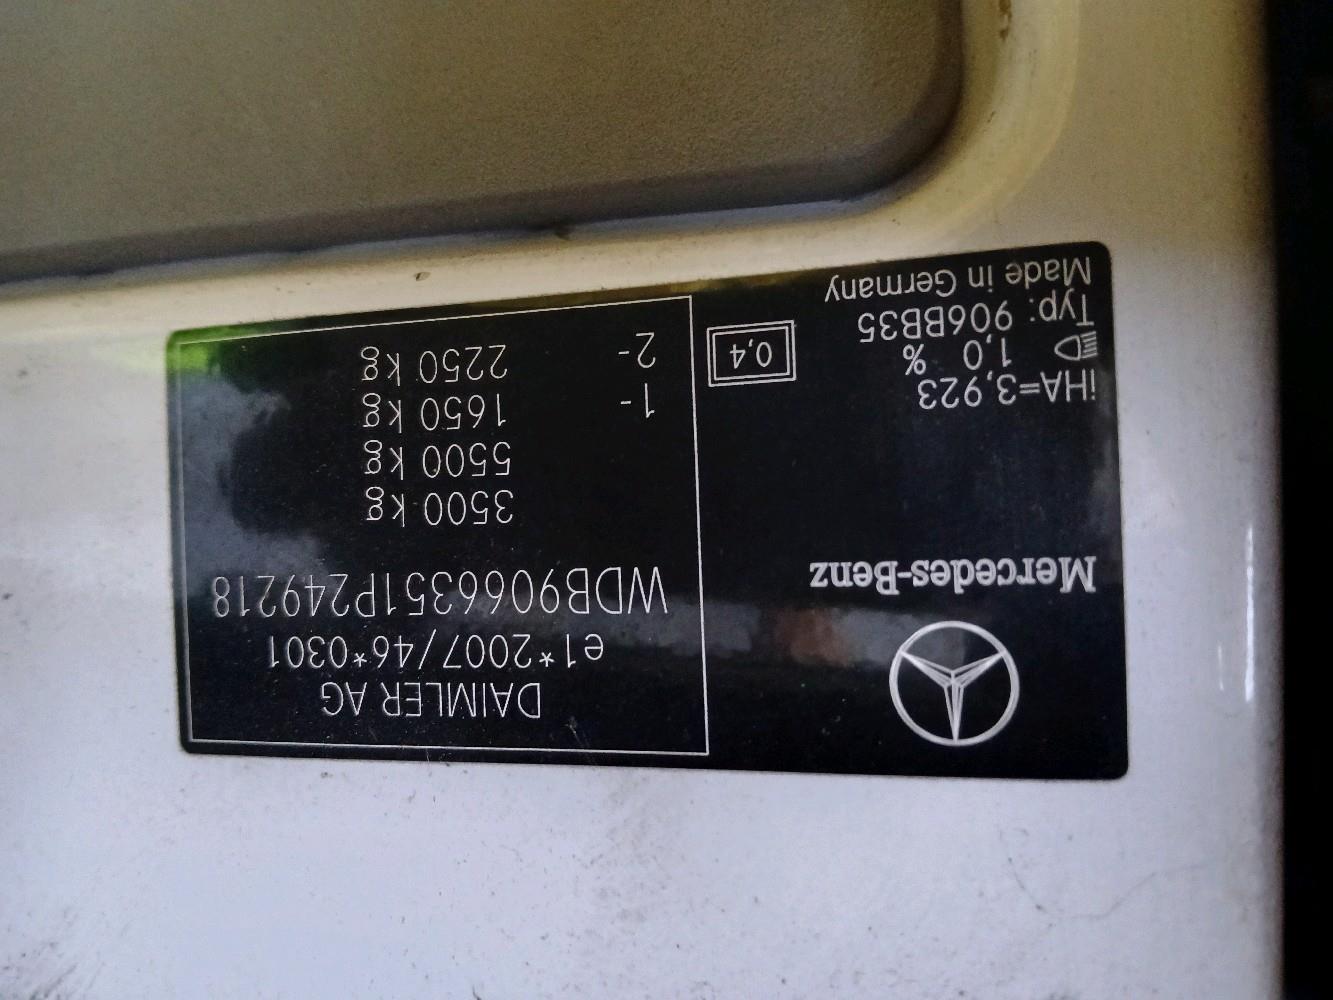 Mercedes-Benz
iHA=3,923
1,0 %
Typ: 906BB35
Made in Germany
0,4
DAIMLER AG
e1*2007/46*0301
WDB9066351P249218
3500 kg
5500 kg
1- 1650 kg
2- 2250 kg